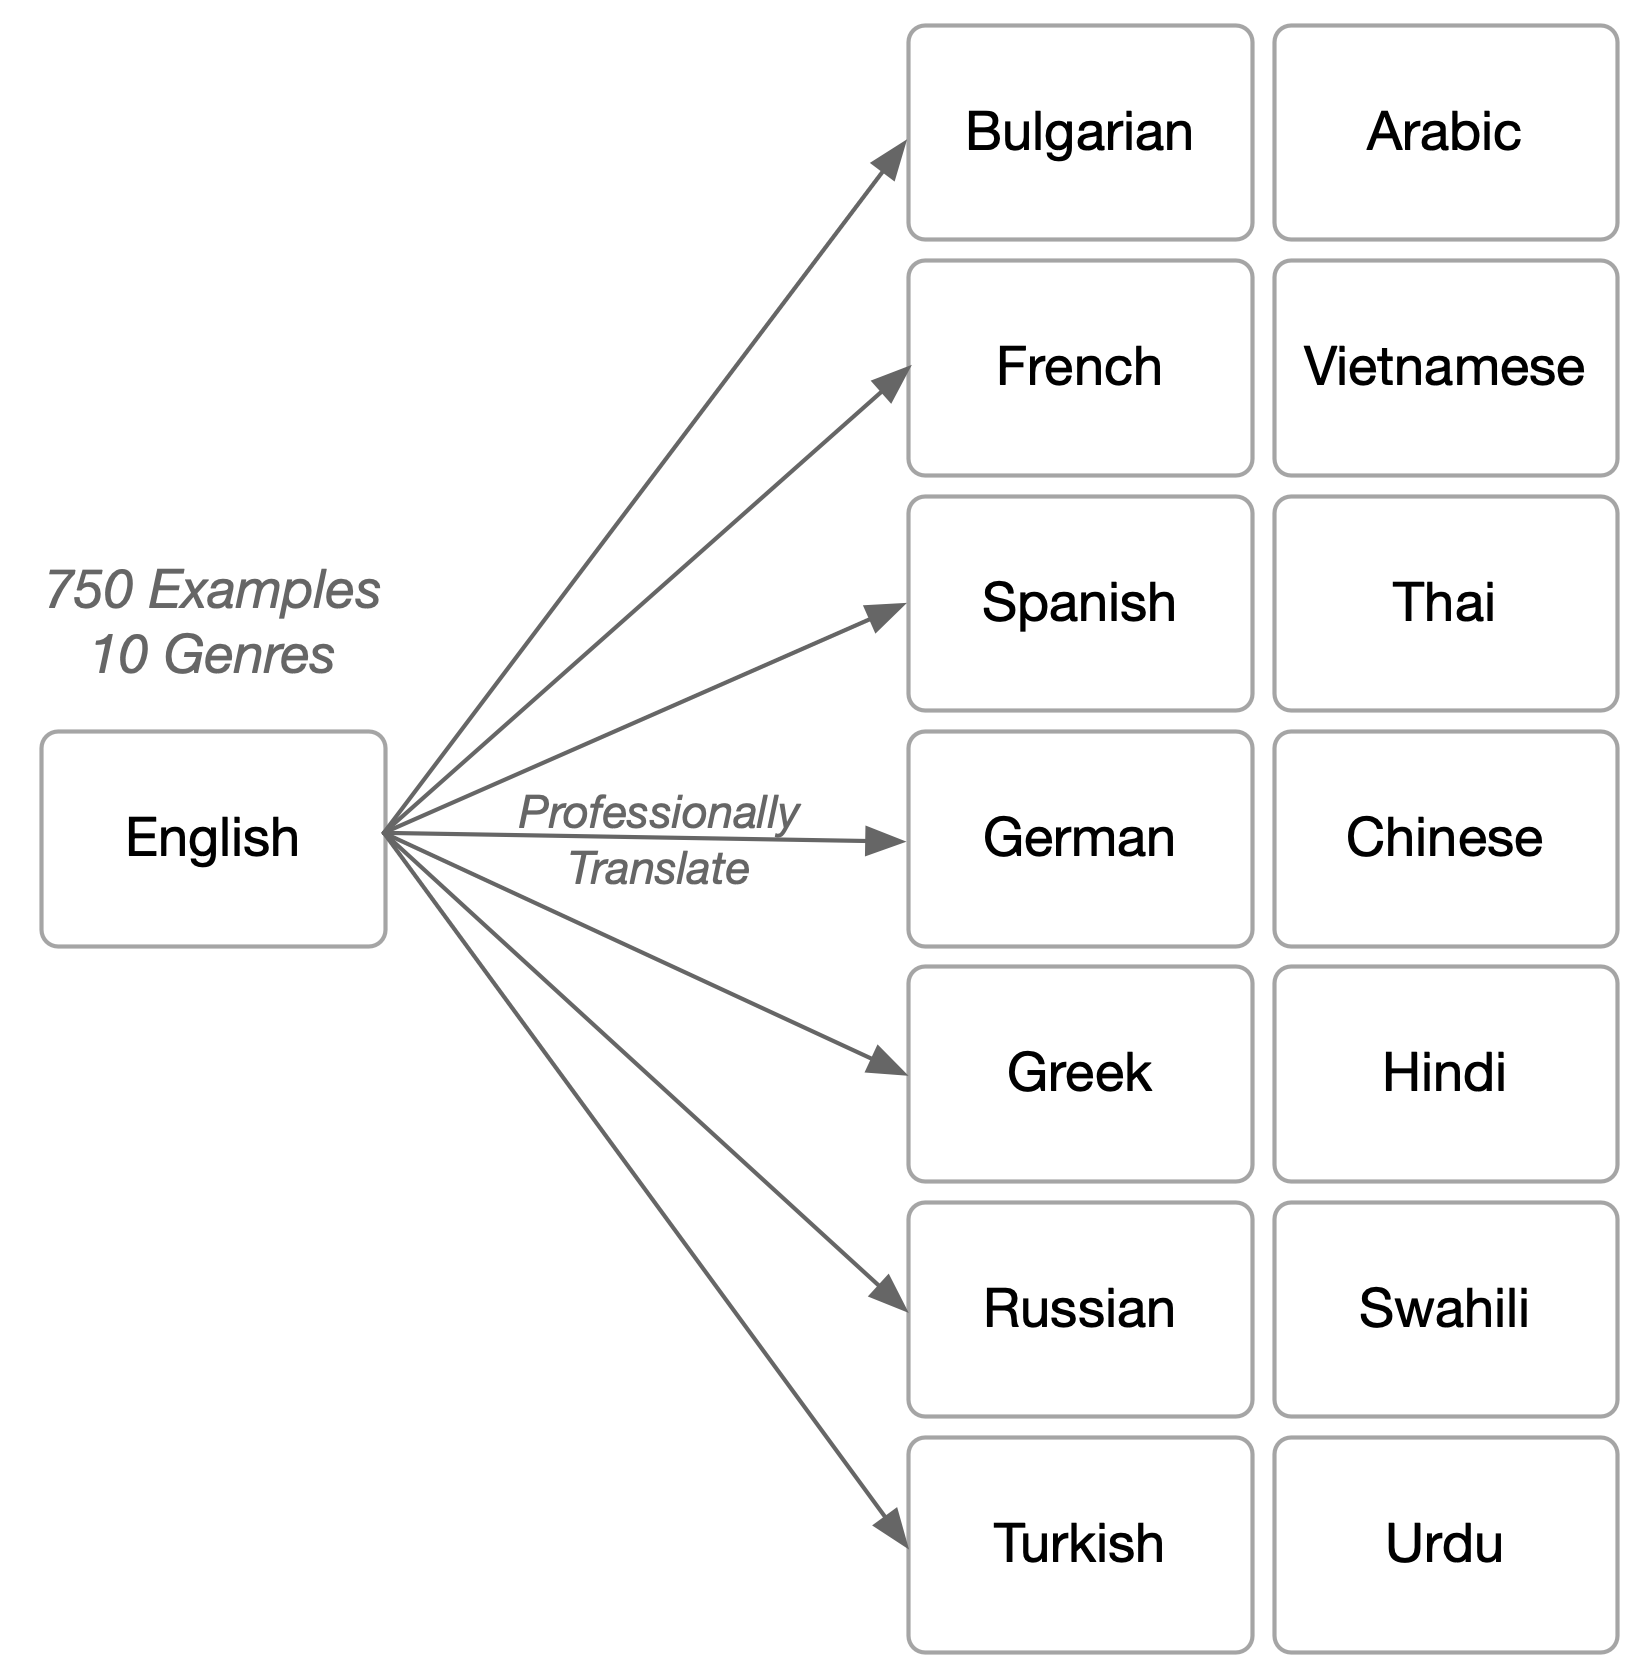 Bulgarian
Arabic
French
Vietnamese
750 Examples
10 Genres
Spanish
Thai
English
Professionally
Translate
German
Chinese
Greek
Hindi
Russian
Swahili
Turkish
Urdu